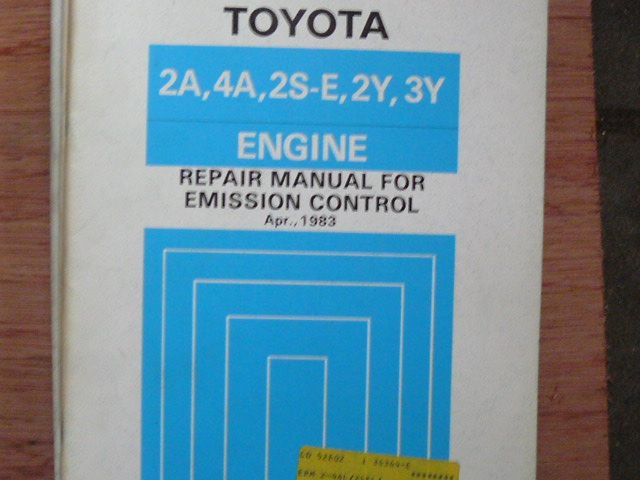 TOYOTA
2A, 4A, 2S-E, 2Y, 3Y
ENGINE
REPAIR MANUAL FOR
EMISSION CONTROL
Apr., 1983